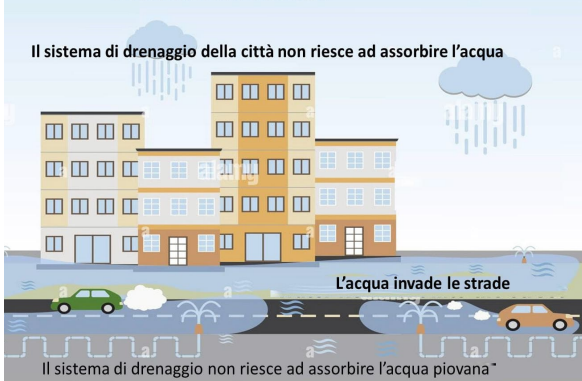 Il sistema di drenaggio della città non riesce ad assorbire l'acqua
L'acqua invade le strade
Il sistema di drenaggio non riesce ad assorbire l'acqua piovana